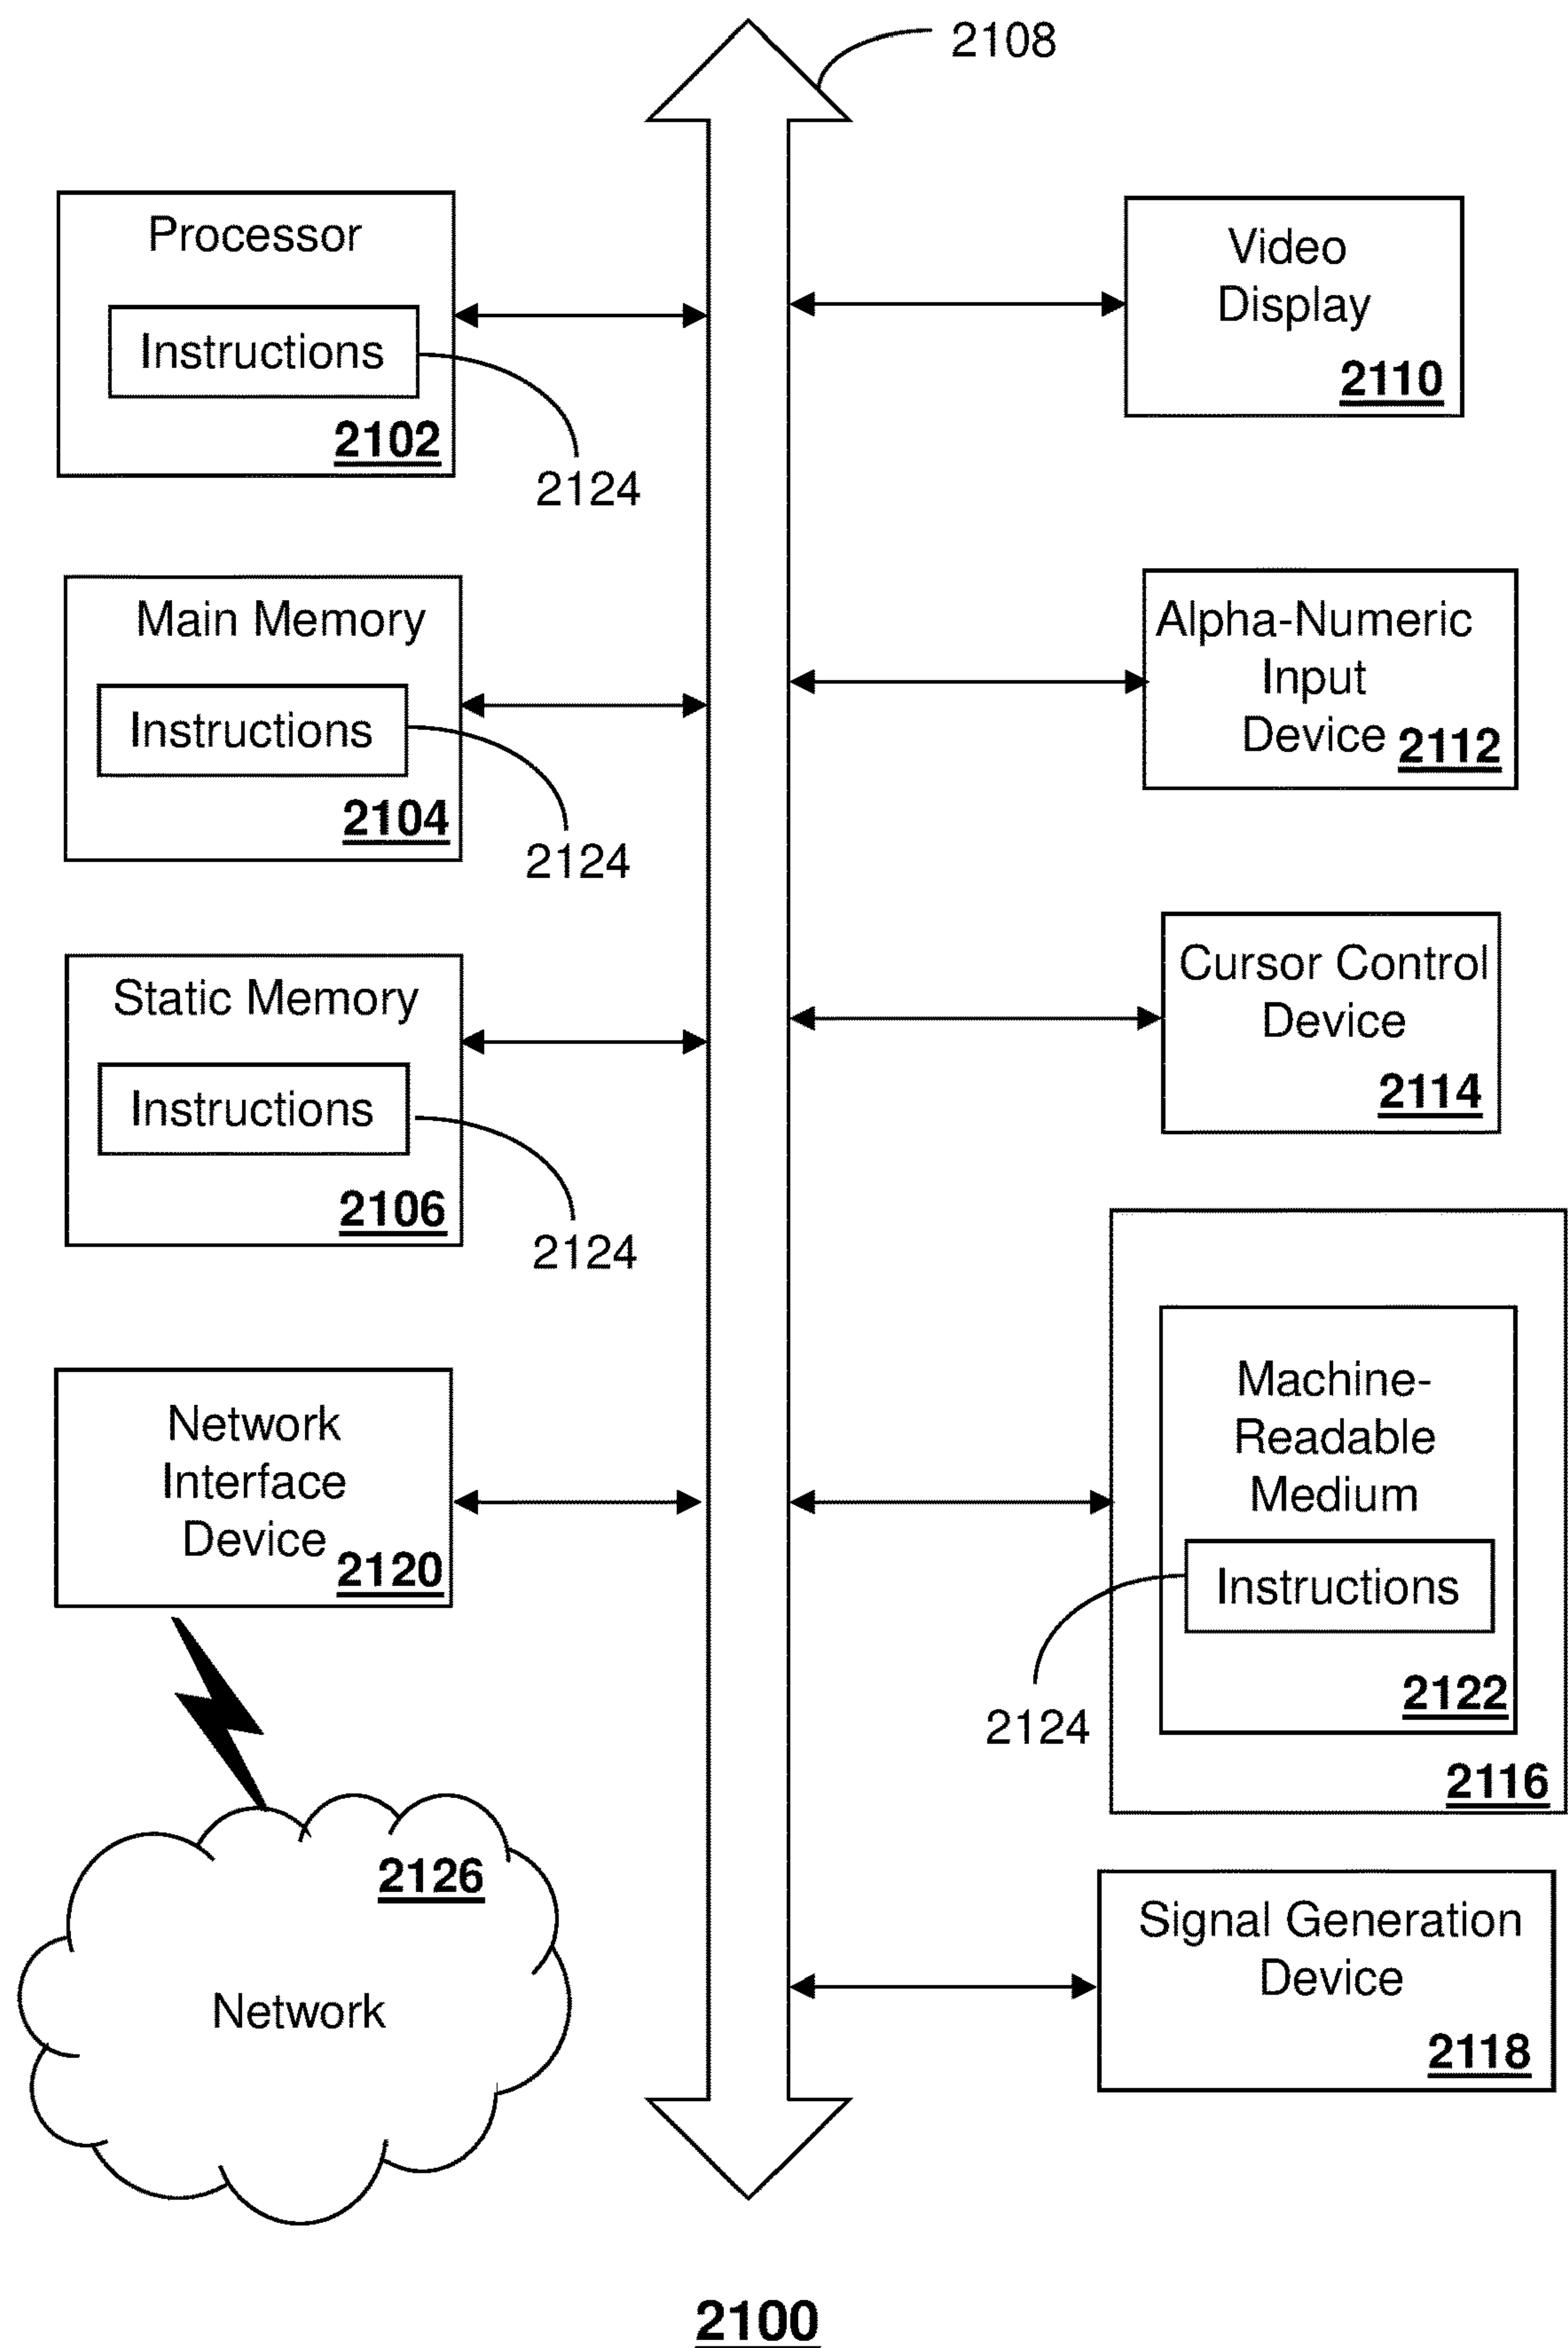 2108
Processor
Instructions
2102
2124
Video
Display
2110
Main Memory
Instructions
2104
2124
Alpha-Numeric
Input
Device 2112
Static Memory
Instructions
2106
2124
Cursor Control
Device
2114
Network
Interface
Device 2120
Machine-
Readable
Medium
Instructions
2124
2122
2116
2126
Network
Signal Generation
Device
2118
2100